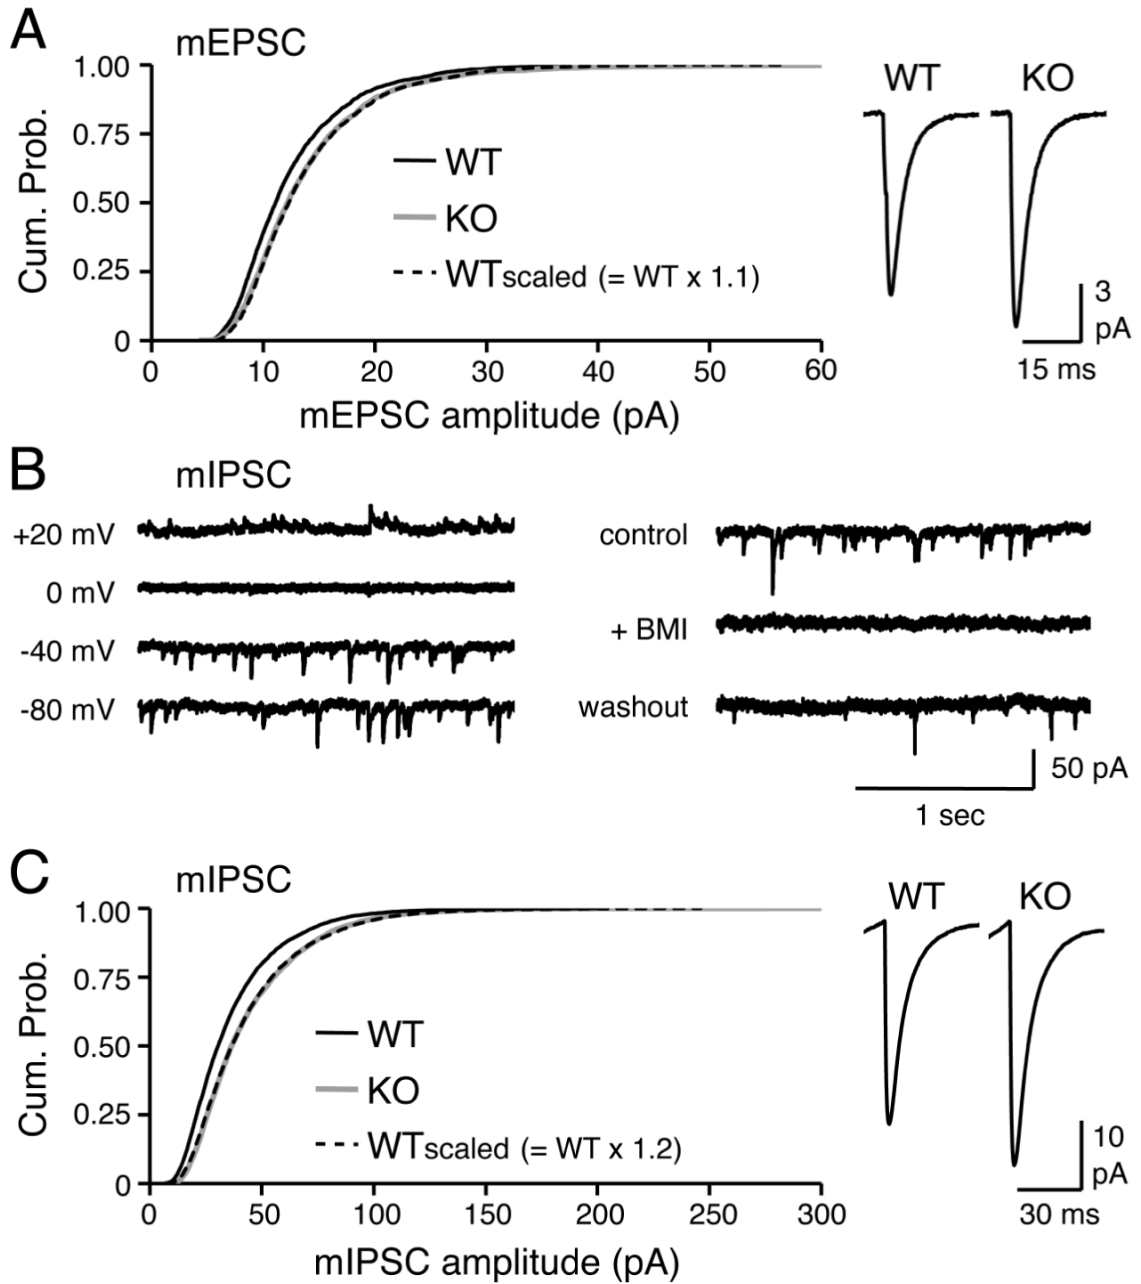 A
mEPSC
1.00
0.75
0.50
0.25
0
Cum. Prob.
WT
KO
WTscaled (= WT x 1.1)
0 10 20 30 40 50 60
mEPSC amplitude (pA)
WT KO
3
pA
15 ms
B
mIPSC
+20 mV
0 mV
-40 mV
-80 mV
control
+ BMI
washout
50 pA
1 sec
C
mIPSC
1.00
0.75
0.50
0.25
0
Cum. Prob.
WT
KO
WTscaled (= WT x 1.2)
0 50 100 150 200 250 300
mIPSC amplitude (pA)
WT KO
10
pA
30 ms